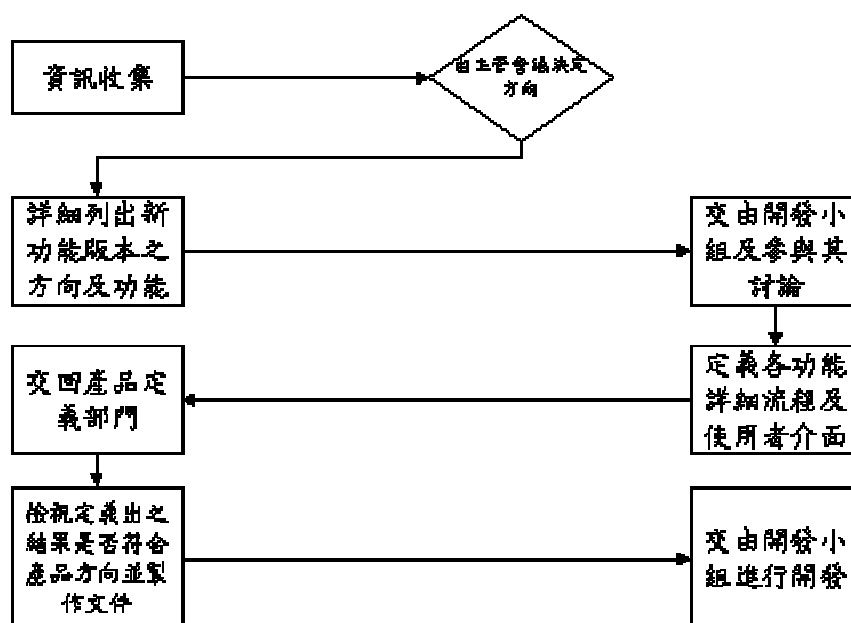 資訊收集
由主管會議決定
方向
詳細列出新
功能版本之
方向及功能
交由開發小
組及參與其
討論
定義各功能
詳細流程及
使用者介面
交回產品定
義部門
檢視定義出之
結果是否符合
產品方向並製
作文件
交由開發小
組進行開發